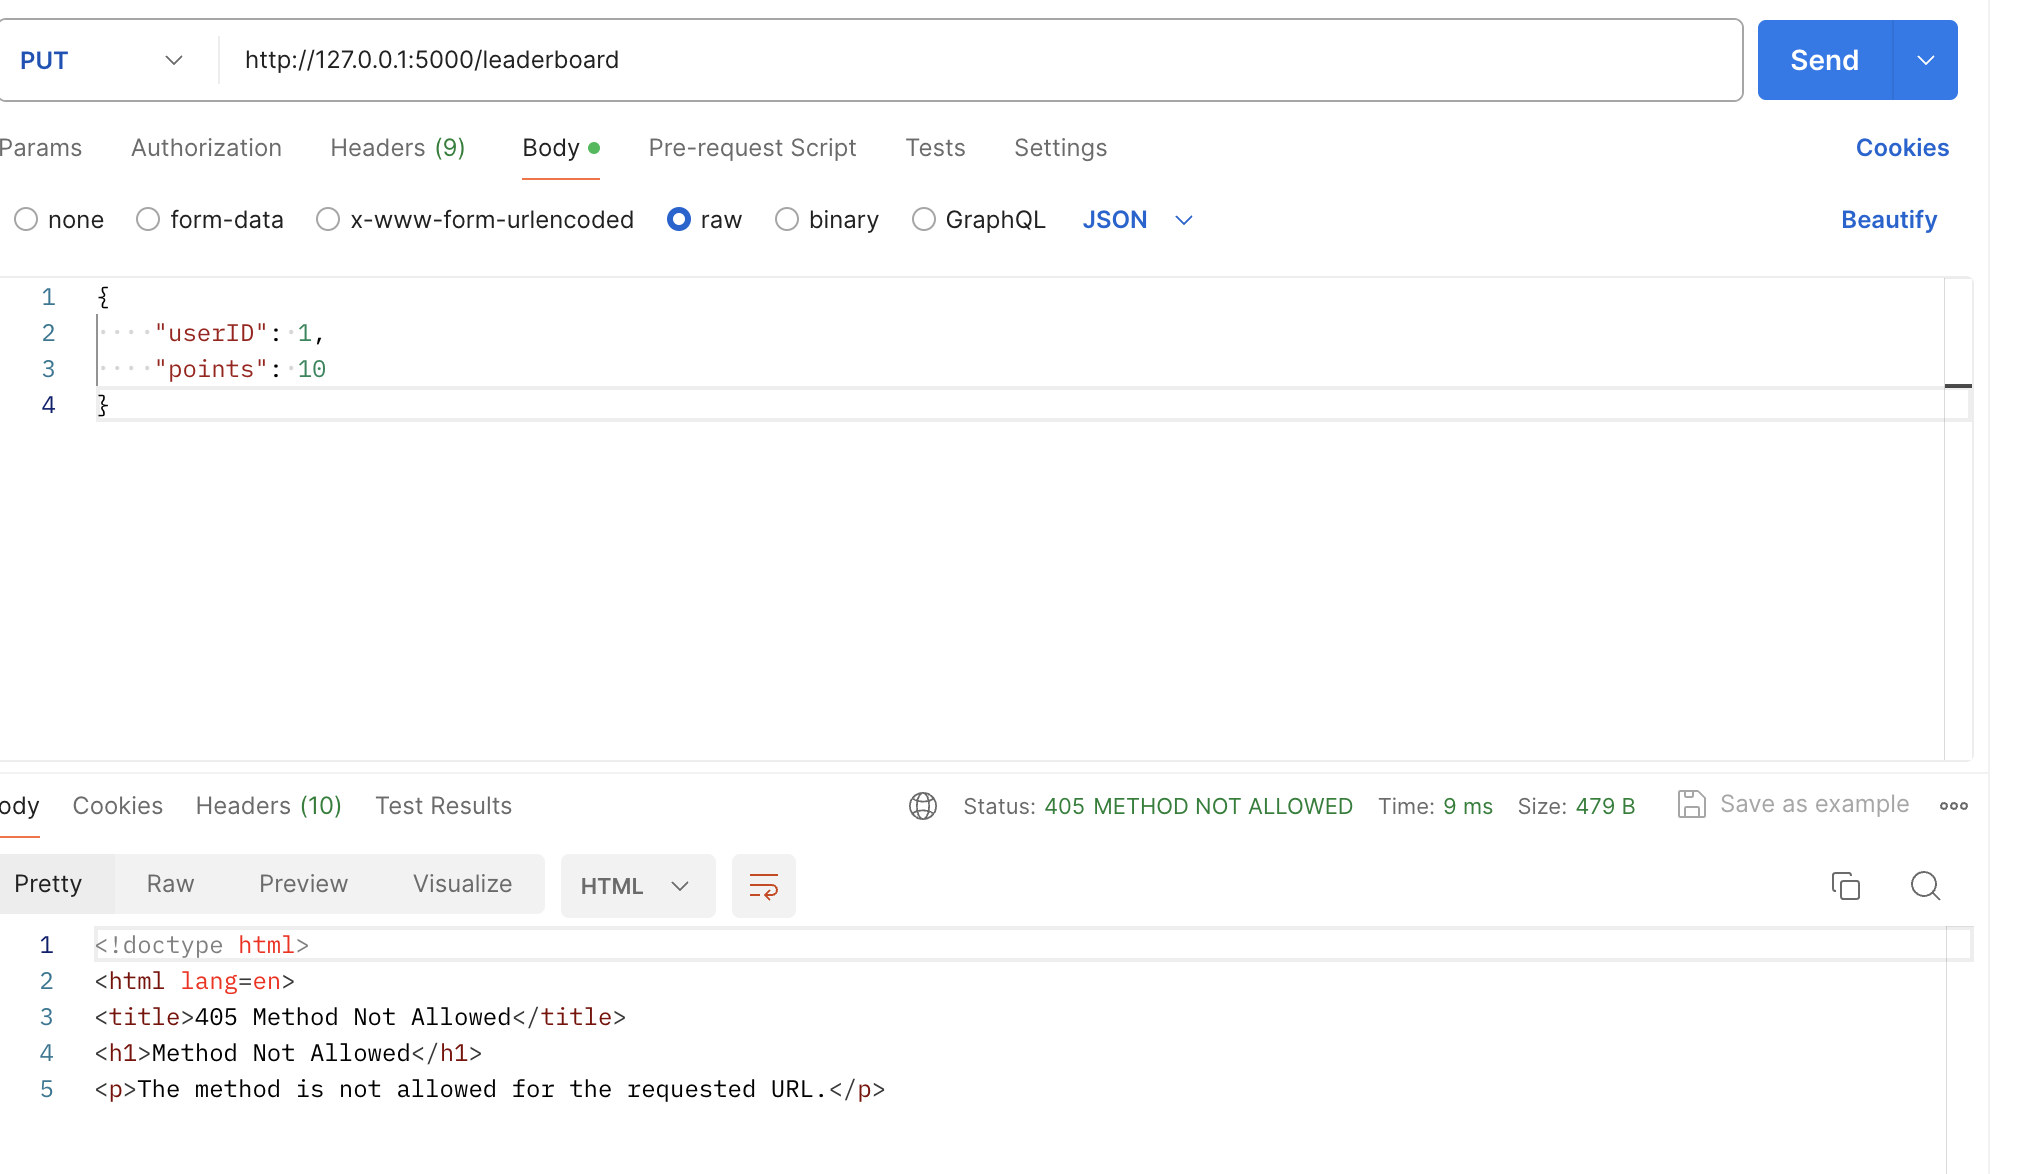 PUT http://127.0.0.1:5000/leaderboard Send
Params Authorization Headers (9) Body Pre-request Script Tests Settings Cookies
none form-data x-www-form-urlencoded raw binary GraphQL JSON Beautify
1 {
2 "userID": 1,
3 "points": 10
4 }
ody Cookies Headers (10) Test Results Status: 405 METHOD NOT ALLOWED Time: 9 ms Size: 479 B Save as example
Pretty Raw Preview Visualize HTML
1 <!doctype html>
2 <html lang=en>
3 <title>405 Method Not Allowed</title>
4 <h1>Method Not Allowed</h1>
5 <p>The method is not allowed for the requested URL.</p>